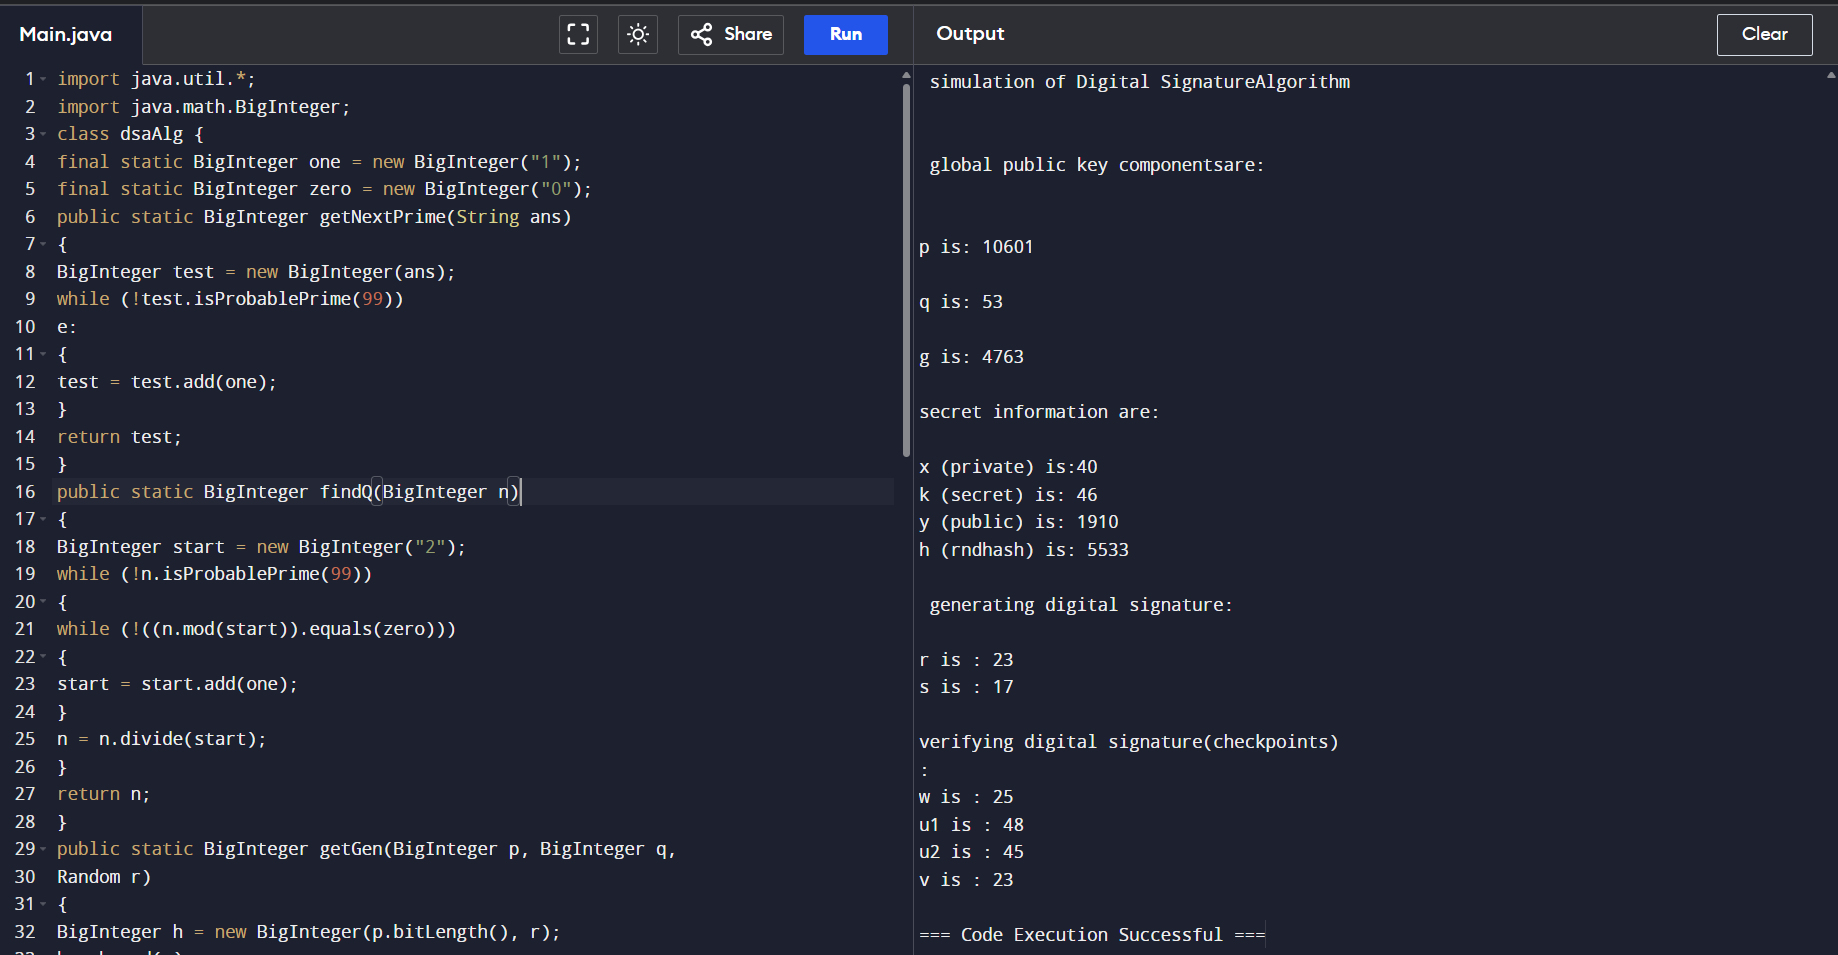 Main.java
Share
Run
Output
Clear
1 import java.util.*;
2 import java.math.BigInteger;
3 class dsaAlg {
4 final static BigInteger one = new BigInteger("1");
5 final static BigInteger zero = new BigInteger("0");
6 public static BigInteger getNextPrime(String ans)
7 {
8 BigInteger test = new BigInteger(ans);
9 while (!test.isProbablePrime(99))
10 e:
11 {
12 test = test.add(one);
13 }
14 return test;
15 }
16 public static BigInteger findQ(BigInteger n)
17 {
18 BigInteger start = new BigInteger("2");
19 while (!n.isProbablePrime(99))
20 {
21 while (!((n.mod(start)).equals(zero)))
22 {
23 start = start.add(one);
24 }
25 n = n.divide(start);
26 }
27 return n;
28 }
29 public static BigInteger getGen(BigInteger p, BigInteger q,
30 Random r)
31 {
32 BigInteger h = new BigInteger(p.bitLength(), r);
simulation of Digital SignatureAlgorithm
global public key componentsare:
p is: 10601
q is: 53
g is: 4763
secret information are:
x (private) is:40
k (secret) is: 46
y (public) is: 1910
h (rndhash) is: 5533
generating digital signature:
r is : 23
s is : 17
verifying digital signature(checkpoints)
:
w is : 25
u1 is : 48
u2 is : 45
v is : 23
=== Code Execution Successful ===